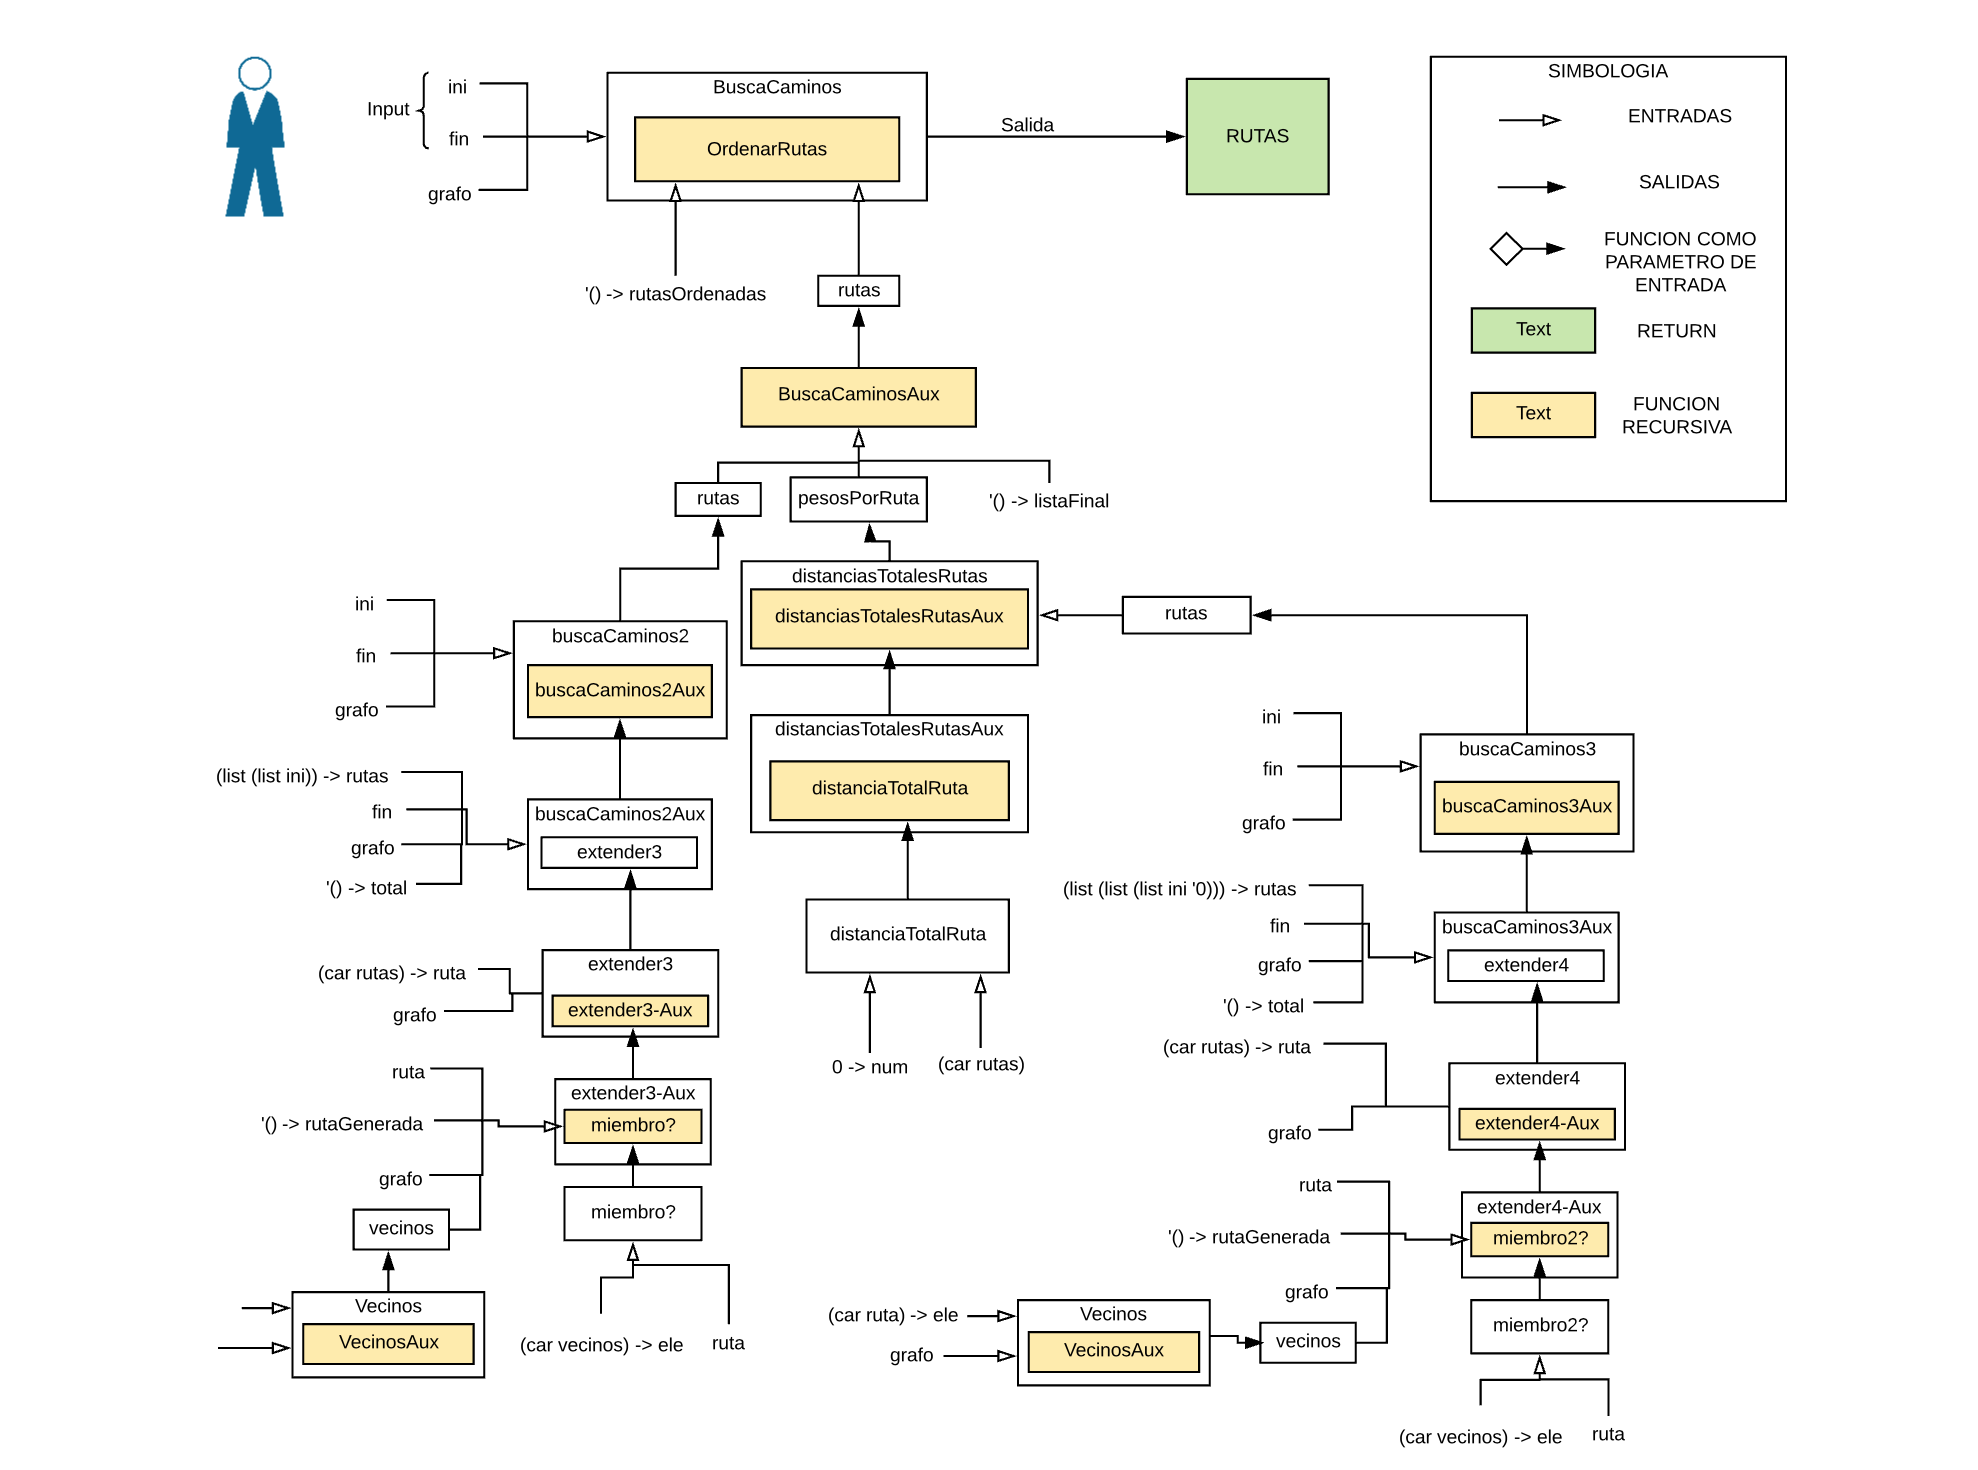 Input
ini
fin
grafo
BuscaCaminos
OrdenarRutas
Salida
RUTAS
'() -> rutasOrdenadas
rutas
BuscaCaminosAux
rutas
pesosPorRuta
'() -> listaFinal
SIMBOLOGIA
ENTRADAS
SALIDAS
FUNCION COMO
PARAMETRO DE
ENTRADA
Text
RETURN
Text
FUNCION
RECURSIVA
ini
fin
grafo
buscaCaminos2
buscaCaminos2Aux
(list (list ini)) -> rutas
fin
grafo
'() -> total
buscaCaminos2Aux
extender3
(car rutas) -> ruta
grafo
extender3
extender3-Aux
ruta
'() -> rutaGenerada
grafo
vecinos
extender3-Aux
miembro?
miembro?
(car vecinos) -> ele
ruta
Vecinos
VecinosAux
distanciasTotalesRutas
distanciasTotalesRutasAux
distanciasTotalesRutasAux
distanciaTotalRuta
distanciaTotalRuta
0 -> num
(car rutas)
rutas
ini
fin
grafo
buscaCaminos3
buscaCaminos3Aux
(list (list (list ini '0))) -> rutas
fin
grafo
'() -> total
buscaCaminos3Aux
extender4
(car rutas) -> ruta
grafo
extender4
extender4-Aux
ruta
'() -> rutaGenerada
grafo
extender4-Aux
miembro2?
miembro2?
(car vecinos) -> ele
ruta
(car ruta) -> ele
grafo
Vecinos
VecinosAux
vecinos